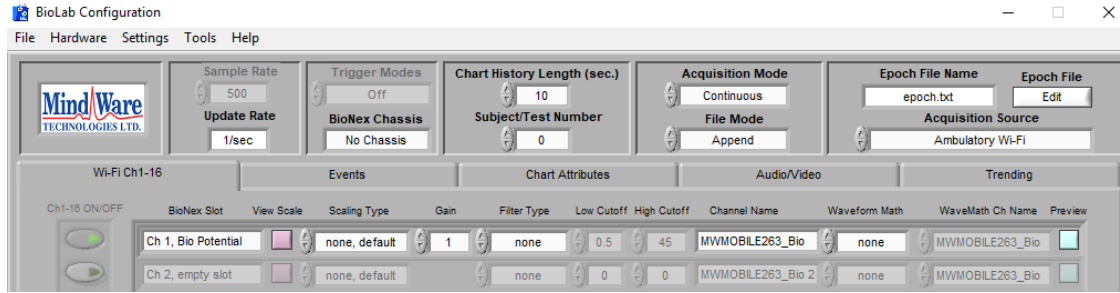 BioLab Configuration
File Hardware Settings Tools Help
MindWare
TECHNOLOGIES LTD.
Sample Rate
500
Update Rate
1/sec
Trigger Modes
Off
BioNex Chassis
No Chassis
Chart History Length (sec.)
10
Subject/Test Number
0
Acquisition Mode
Continuous
File Mode
Append
Epoch File Name
epoch.txt
Epoch File
Edit
Acquisition Source
Ambulatory Wi-Fi
Wi-Fi Ch1-16 Events Chart Attributes Audio/Video Trending
Ch1-16 ON/OFF BioNex Slot View Scale Scaling Type Gain Filter Type Low Cutoff High Cutoff Channel Name Waveform Math WaveMath Ch Name Preview
Ch 1, Bio Potential none, default 1 none 0.5 45 MWMOBILE263_Bio none MWMOBILE263_Bio
Ch 2, empty slot none, default none 0 0 MWMOBILE263_Bio 2 none MWMOBILE263_Bio